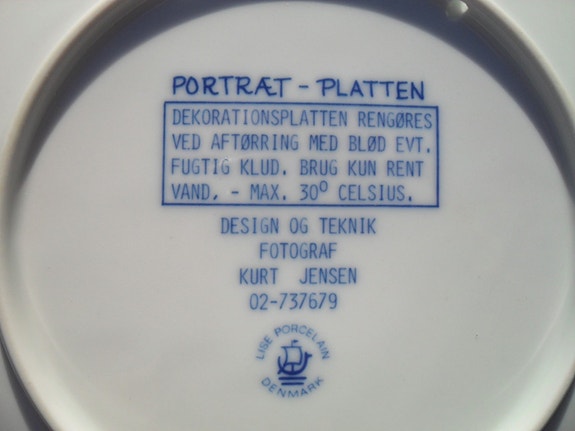 PORTRÆT - PLATTEN
DEKORATIONSPLATTEN RENGØRES
VED AFTØRRING MED BLØD EVT.
FUGTIG KLUD. BRUG KUN RENT
VAND. - MAX. 30° CELSIUS.
DESIGN OG TEKNIK
FOTOGRAF
KURT JENSEN
02-737679
LISE PORCELAIN
DENMARK